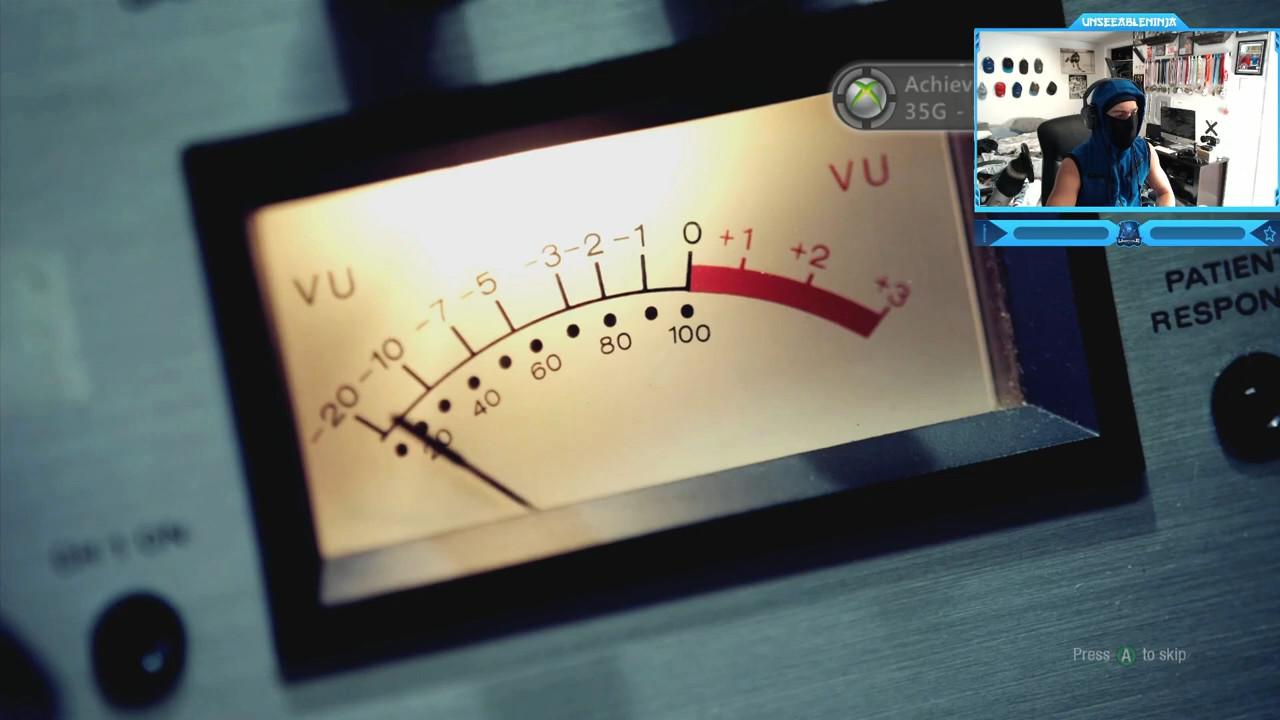 UNSEEABLENINJA
Achiev
35G -
VU
VU
-20 -10 -7 -5 -3 -2 -1 0 +1 +2 +3
40 60 80 100
PATIENT
RESPON
Press A to skip